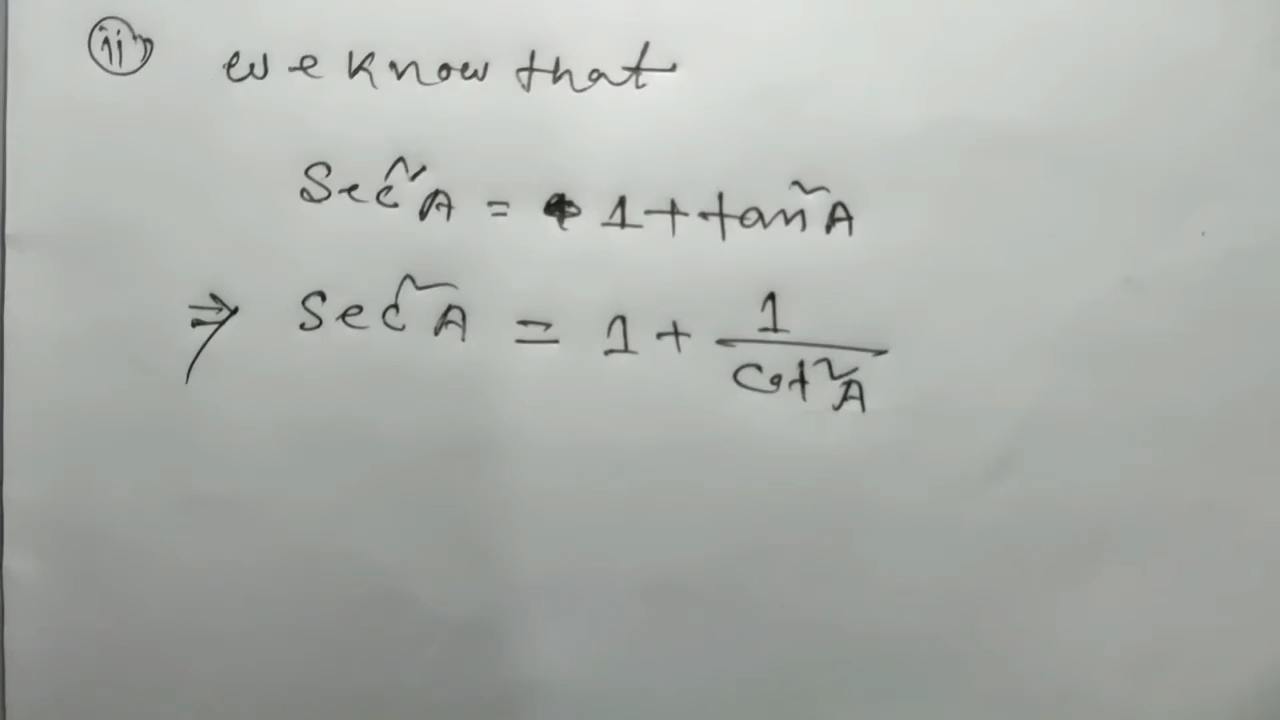 (ii) we know that
Sec²A = 1 + tan²A
⇒ Sec²A = 1 + 1/Cot²A